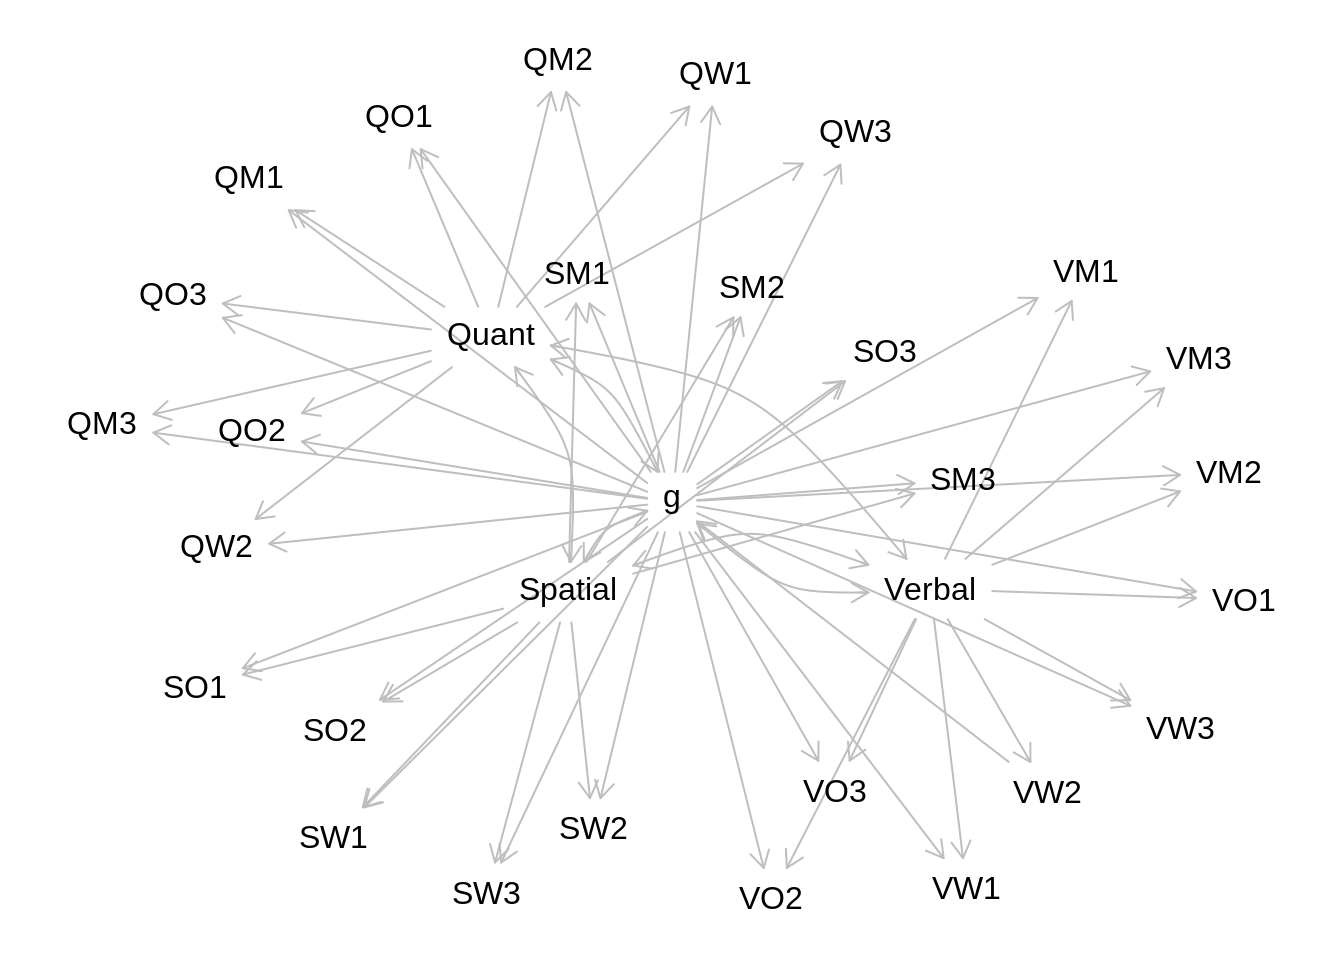 QM2
QW1
QO1
QW3
QM1
SM1
VM1
SM2
QO3
Quant
SO3
VM3
QM3
QO2
VM2
SM3
g
QW2
Spatial
Verbal
VO1
SO1
SO2
VW3
VO3
VW2
SW2
SW1
VW1
SW3
VO2